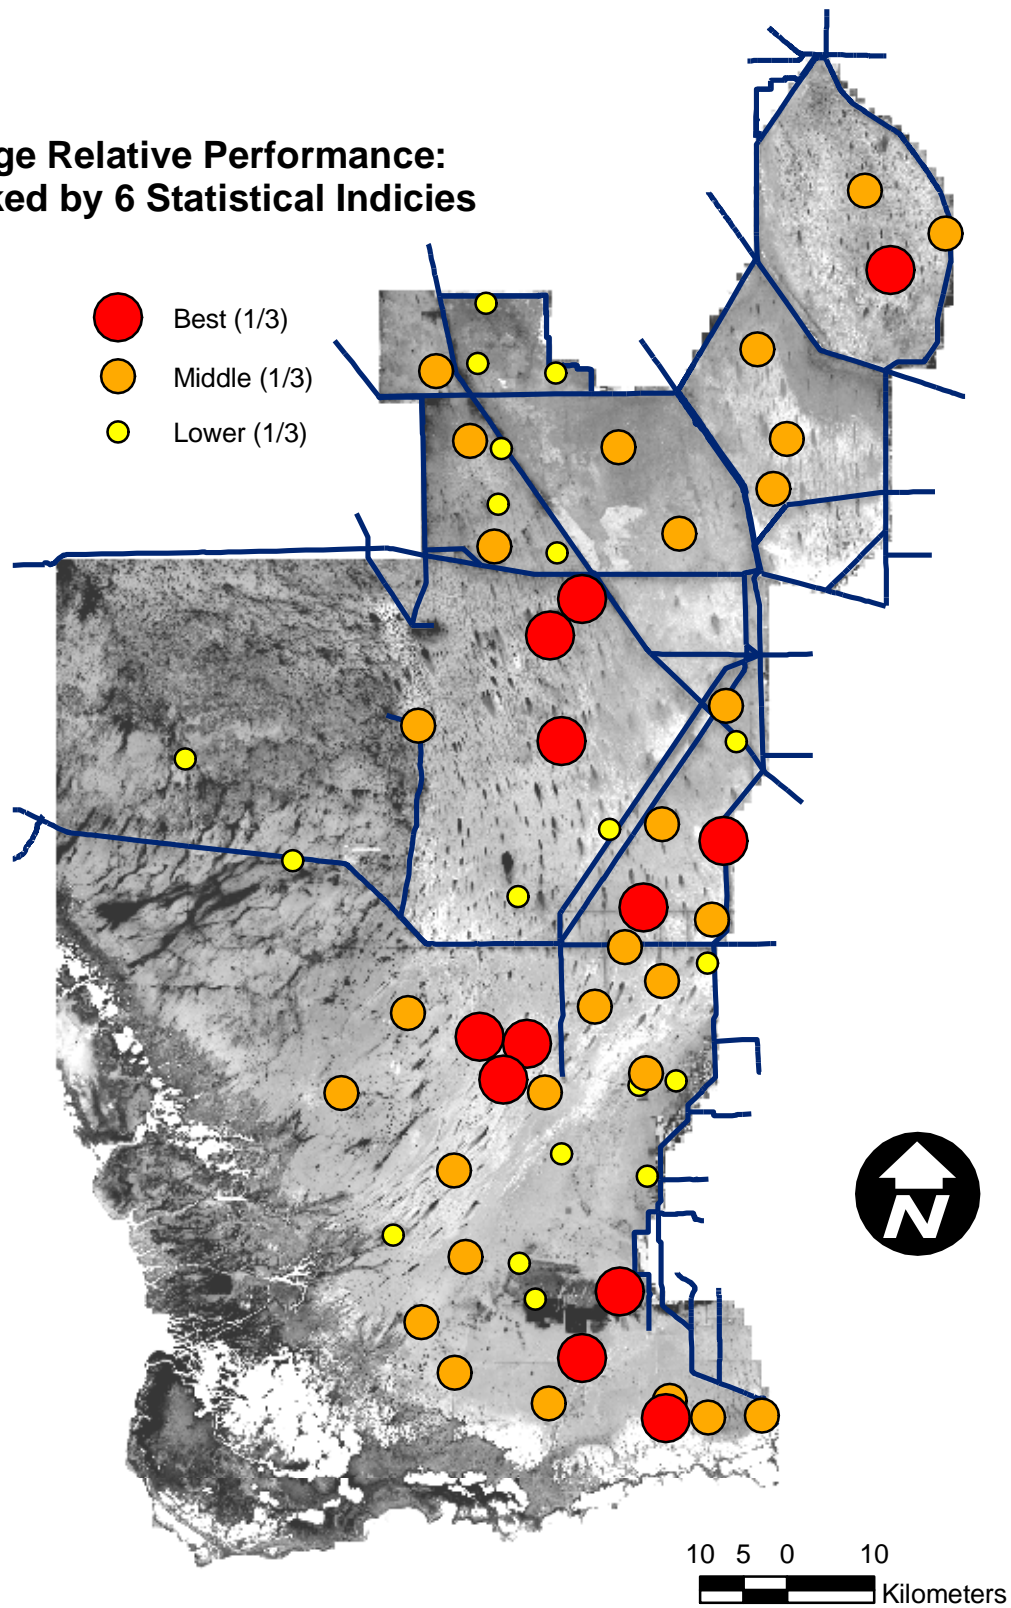 ge Relative Performance:
ked by 6 Statistical Indicies
Best (1/3)
Middle (1/3)
Lower (1/3)
N
10 5 0 10
Kilometers